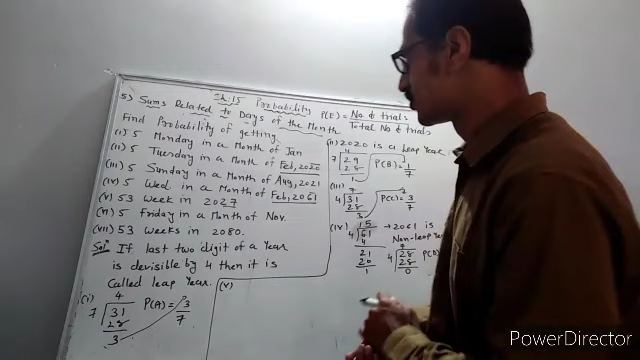 Ch:15 Probability
5) Sums Related to Days of the Month
P(E) = No of trials / Total No of trials
Find Probability of getting
(i) 5 Monday in a Month of Jan
(ii) 5 Tuesday in a Month of Feb, 2020
(iii) 5 Sunday in a Month of Aug, 2021
(iv) 5 Wed. in a Month of Feb, 2061
(v) 53 Week in 2027
(vi) 5 Friday in a Month of Nov.
(vii) 53 Weeks in 2080.
Solⁿ If last two digit of a Year
is devisible by 4 then it is
Called leap Year.
(i)
4
7 31
28
3
P(A) = 3/7
(ii) 2020 is a Leap Year
4
7 29
28
1
P(B) = 1/7
(iii)
7
4 31
28
3
P(C) = 3/7
(iv)
15
4 61
4
21
20
1
→ 2061 is
Non-leap
7
4 28
28
0
(v)
PowerDirector